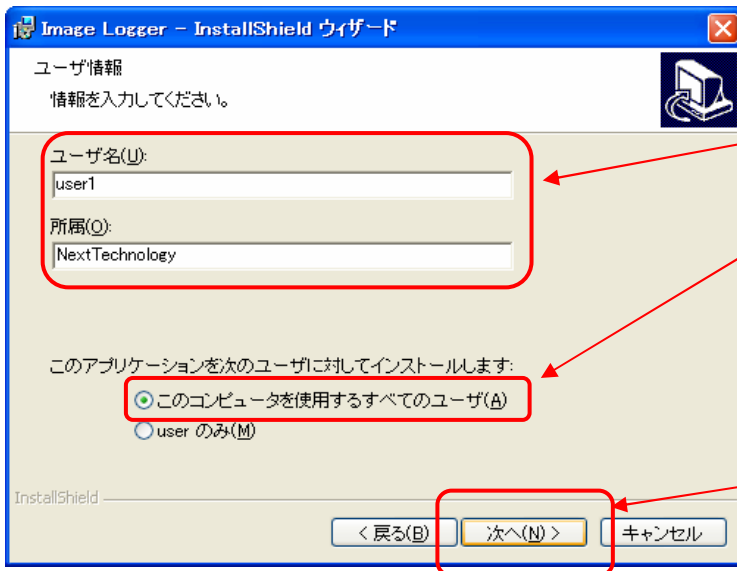 Image Logger - InstallShield ウィザード
ユーザ情報
情報を入力してください。
ユーザ名(U):
user1
所属(O):
NextTechnology
このアプリケーションを次のユーザに対してインストールします:
このコンピュータを使用するすべてのユーザ(A)
user のみ(M)
InstallShield
< 戻る(B) 次へ(N) > キャンセル